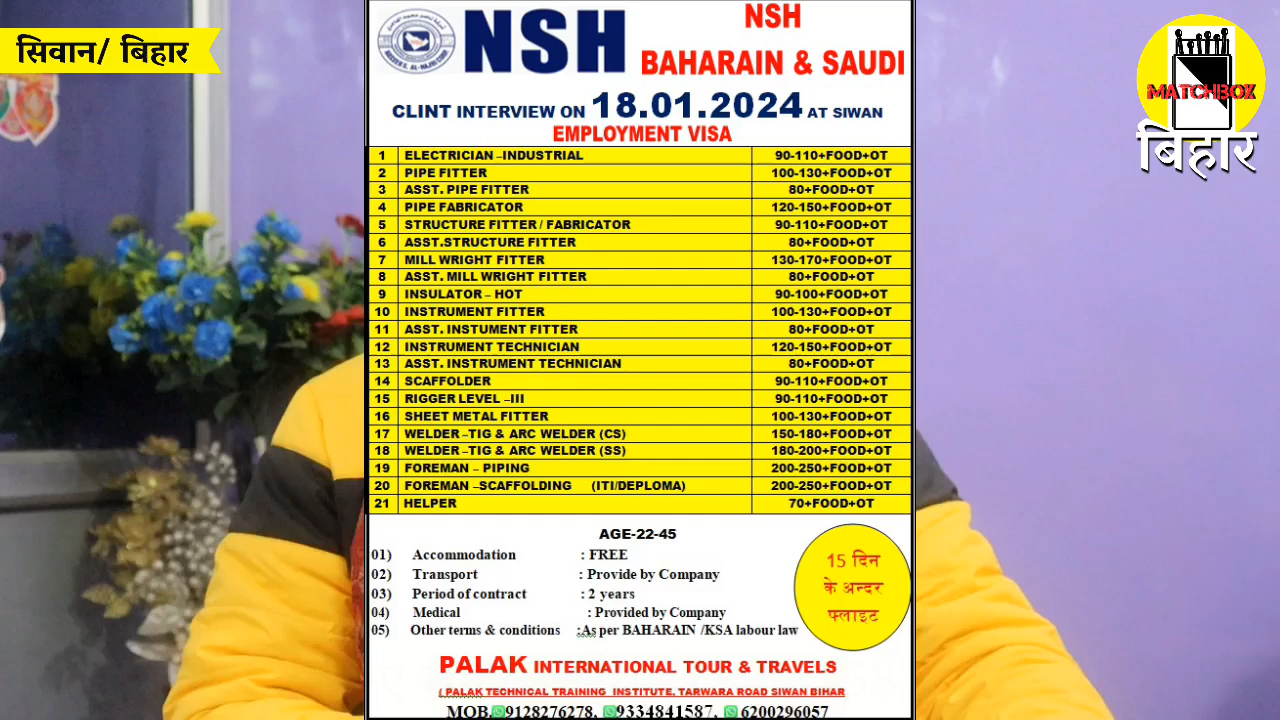 सिवान/ बिहार
NSH
NSH
BAHARAIN & SAUDI
CLINT INTERVIEW ON 18.01.2024 AT SIWAN
EMPLOYMENT VISA
1 ELECTRICIAN –INDUSTRIAL 90-110+FOOD+OT
2 PIPE FITTER 100-130+FOOD+OT
3 ASST. PIPE FITTER 80+FOOD+OT
4 PIPE FABRICATOR 120-150+FOOD+OT
5 STRUCTURE FITTER / FABRICATOR 90-110+FOOD+OT
6 ASST.STRUCTURE FITTER 80+FOOD+OT
7 MILL WRIGHT FITTER 130-170+FOOD+OT
8 ASST. MILL WRIGHT FITTER 80+FOOD+OT
9 INSULATOR – HOT 90-100+FOOD+OT
10 INSTRUMENT FITTER 100-130+FOOD+OT
11 ASST. INSTUMENT FITTER 80+FOOD+OT
12 INSTRUMENT TECHNICIAN 120-150+FOOD+OT
13 ASST. INSTRUMENT TECHNICIAN 80+FOOD+OT
14 SCAFFOLDER 90-110+FOOD+OT
15 RIGGER LEVEL –III 90-110+FOOD+OT
16 SHEET METAL FITTER 100-130+FOOD+OT
17 WELDER –TIG & ARC WELDER (CS) 150-180+FOOD+OT
18 WELDER –TIG & ARC WELDER (SS) 180-200+FOOD+OT
19 FOREMAN – PIPING 200-250+FOOD+OT
20 FOREMAN –SCAFFOLDING (ITI/DEPLOMA) 200-250+FOOD+OT
21 HELPER 70+FOOD+OT
AGE-22-45
01) Accommodation : FREE
02) Transport : Provide by Company
03) Period of contract : 2 years
04) Medical : Provided by Company
05) Other terms & conditions :As per BAHARAIN /KSA labour law
15 दिन
के अन्दर
फ्लाइट
PALAK INTERNATIONAL TOUR & TRAVELS
( PALAK TECHNICAL TRAINING INSTITUTE, TARWARA ROAD SIWAN BIHAR
MOB. 9128276278, 9334841587, 6200296057
MATCHBOX
बिहार